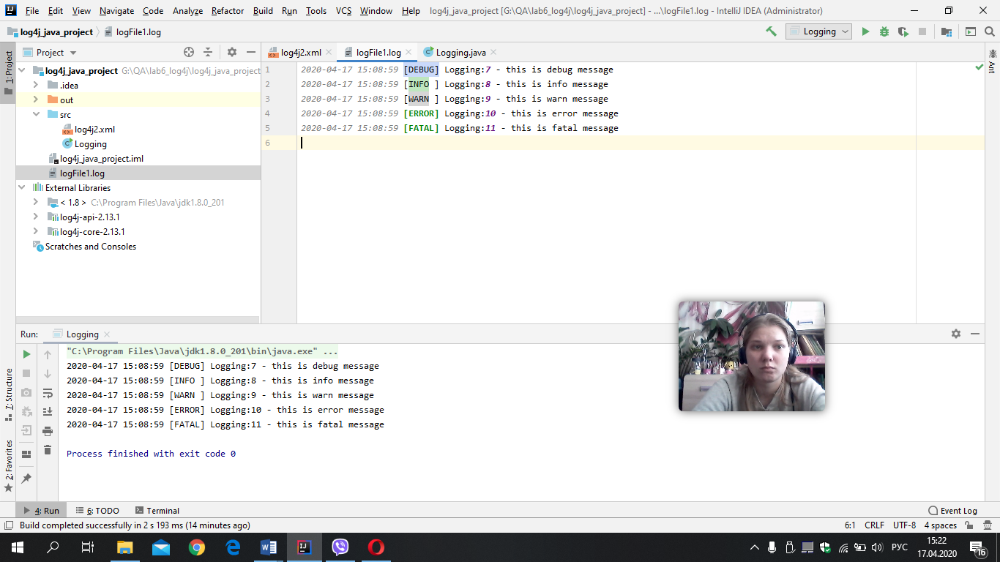 File Edit View Navigate Code Analyze Refactor Build Run Tools VCS Window Help log4j_java_project [G:\QA\lab6_log4j\log4j_java_project] - ...\logFile1.log - IntelliJ IDEA (Administrator)
log4j_java_project logFile1.log Logging
Project log4j2.xml logFile1.log Logging.java
1: Project
Ant
log4j_java_project G:\QA\lab6_log4j\log4j_java_project
.idea
out
src
log4j2.xml
Logging
log4j_java_project.iml
logFile1.log
External Libraries
< 1.8 > C:\Program Files\Java\jdk1.8.0_201
log4j-api-2.13.1
log4j-core-2.13.1
Scratches and Consoles
1 2020-04-17 15:08:59 [DEBUG] Logging:7 - this is debug message
2 2020-04-17 15:08:59 [INFO ] Logging:8 - this is info message
3 2020-04-17 15:08:59 [WARN ] Logging:9 - this is warn message
4 2020-04-17 15:08:59 [ERROR] Logging:10 - this is error message
5 2020-04-17 15:08:59 [FATAL] Logging:11 - this is fatal message
6
Run: Logging
"C:\Program Files\Java\jdk1.8.0_201\bin\java.exe" ...
2020-04-17 15:08:59 [DEBUG] Logging:7 - this is debug message
2020-04-17 15:08:59 [INFO ] Logging:8 - this is info message
2020-04-17 15:08:59 [WARN ] Logging:9 - this is warn message
2020-04-17 15:08:59 [ERROR] Logging:10 - this is error message
2020-04-17 15:08:59 [FATAL] Logging:11 - this is fatal message
Process finished with exit code 0
7: Structure
2: Favorites
4: Run 6: TODO Terminal Event Log
Build completed successfully in 2 s 193 ms (14 minutes ago) 6:1 CRLF UTF-8 4 spaces
РУС 15:22
17.04.2020 16